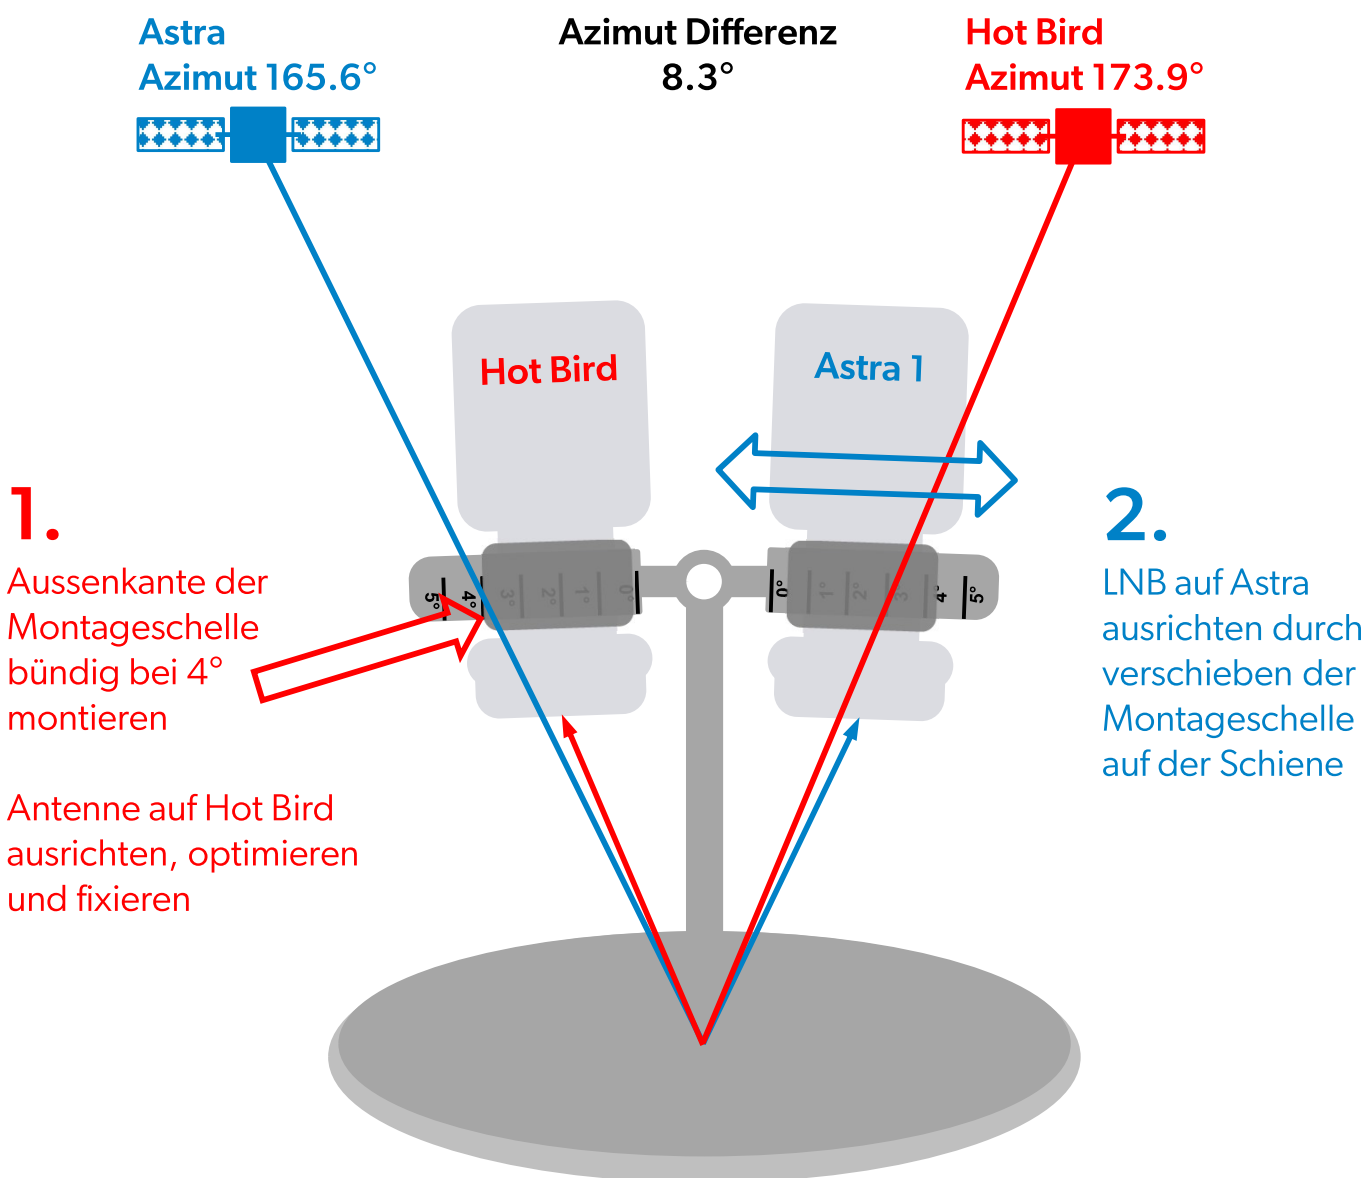 Astra
Azimut 165.6°
Azimut Differenz
8.3°
Hot Bird
Azimut 173.9°
Hot Bird
Astra 1
1.
Aussenkante der
Montageschelle
bündig bei 4°
montieren
Antenne auf Hot Bird
ausrichten, optimieren
und fixieren
5° 4° 3° 2° 1° 0°
0° 1° 2° 3° 4° 5°
2.
LNB auf Astra
ausrichten durch
verschieben der
Montageschelle
auf der Schiene